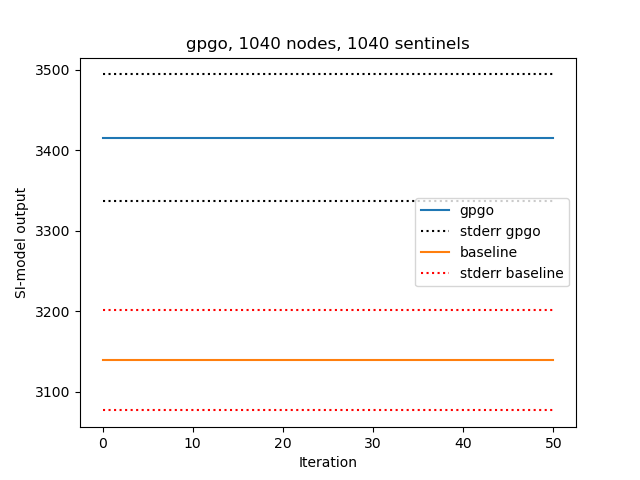 gpgo, 1040 nodes, 1040 sentinels
3500
3400
3300
3200
3100
SI-model output
gpgo
stderr gpgo
baseline
stderr baseline
0 10 20 30 40 50
Iteration